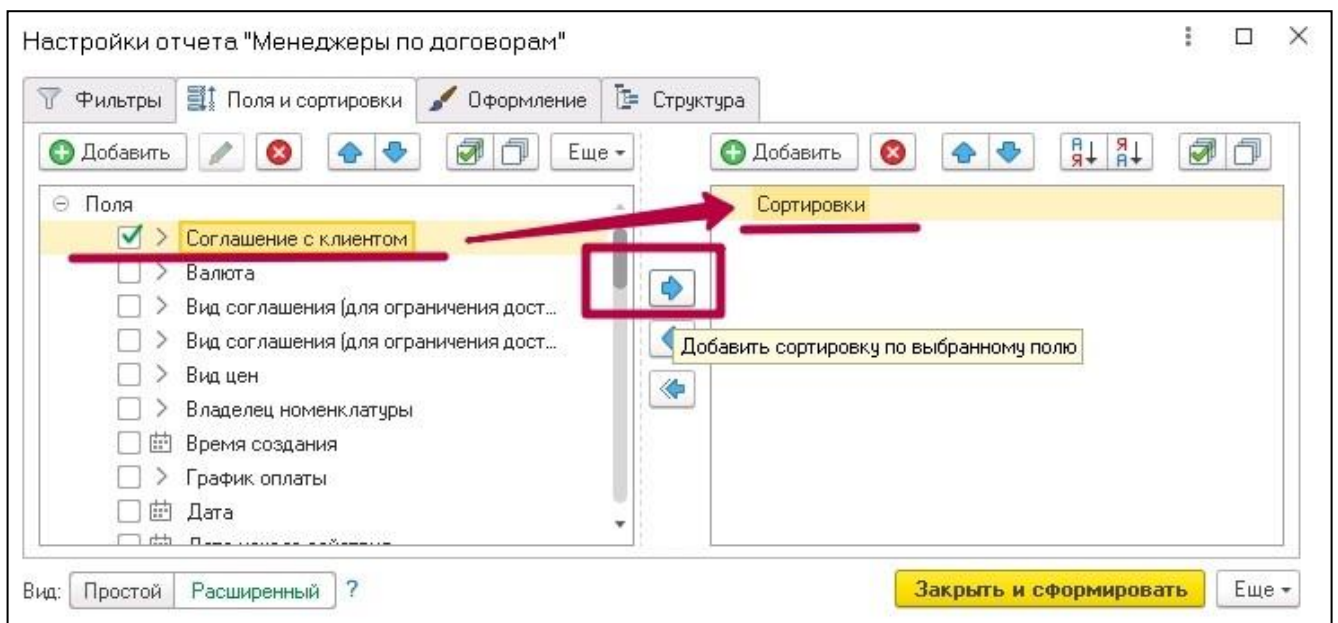 Настройки отчета "Менеджеры по договорам"
Фильтры Поля и сортировки Оформление Структура
Добавить Еще Добавить
Поля
Сортировки
Соглашение с клиентом
Валюта
Вид соглашения (для ограничения дост...
Вид соглашения (для ограничения дост...
Добавить сортировку по выбранному полю
Вид цен
Владелец номенклатуры
Время создания
График оплаты
Дата
Вид: Простой Расширенный ? Закрыть и сформировать Еще